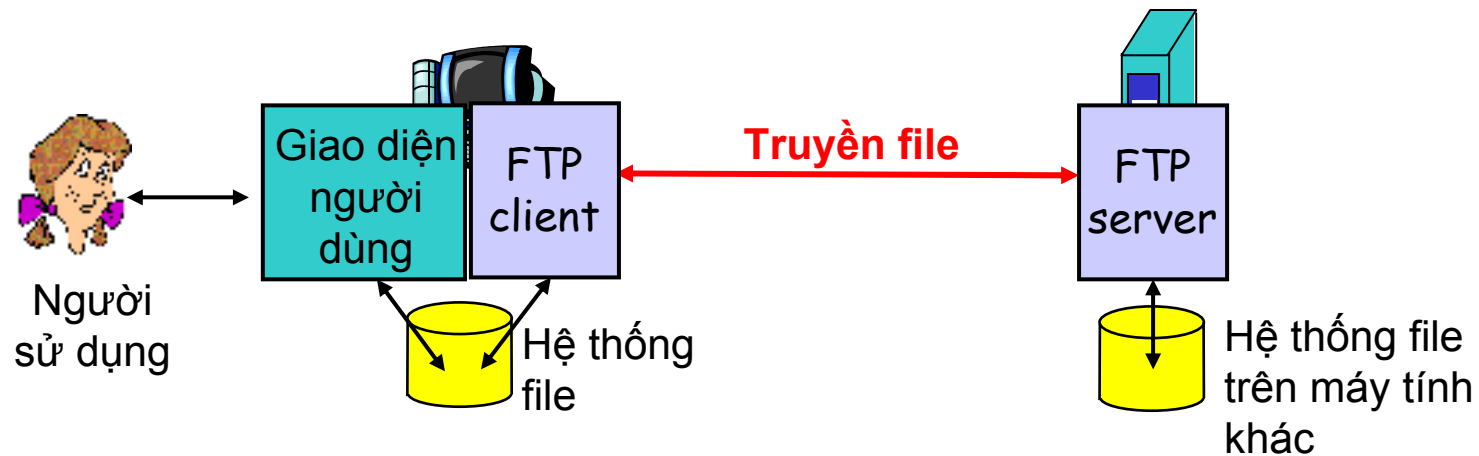 Người
sử dụng
Giao diện
người
dùng
FTP
client
Hệ thống
file
Truyền file
FTP
server
Hệ thống file
trên máy tính
khác